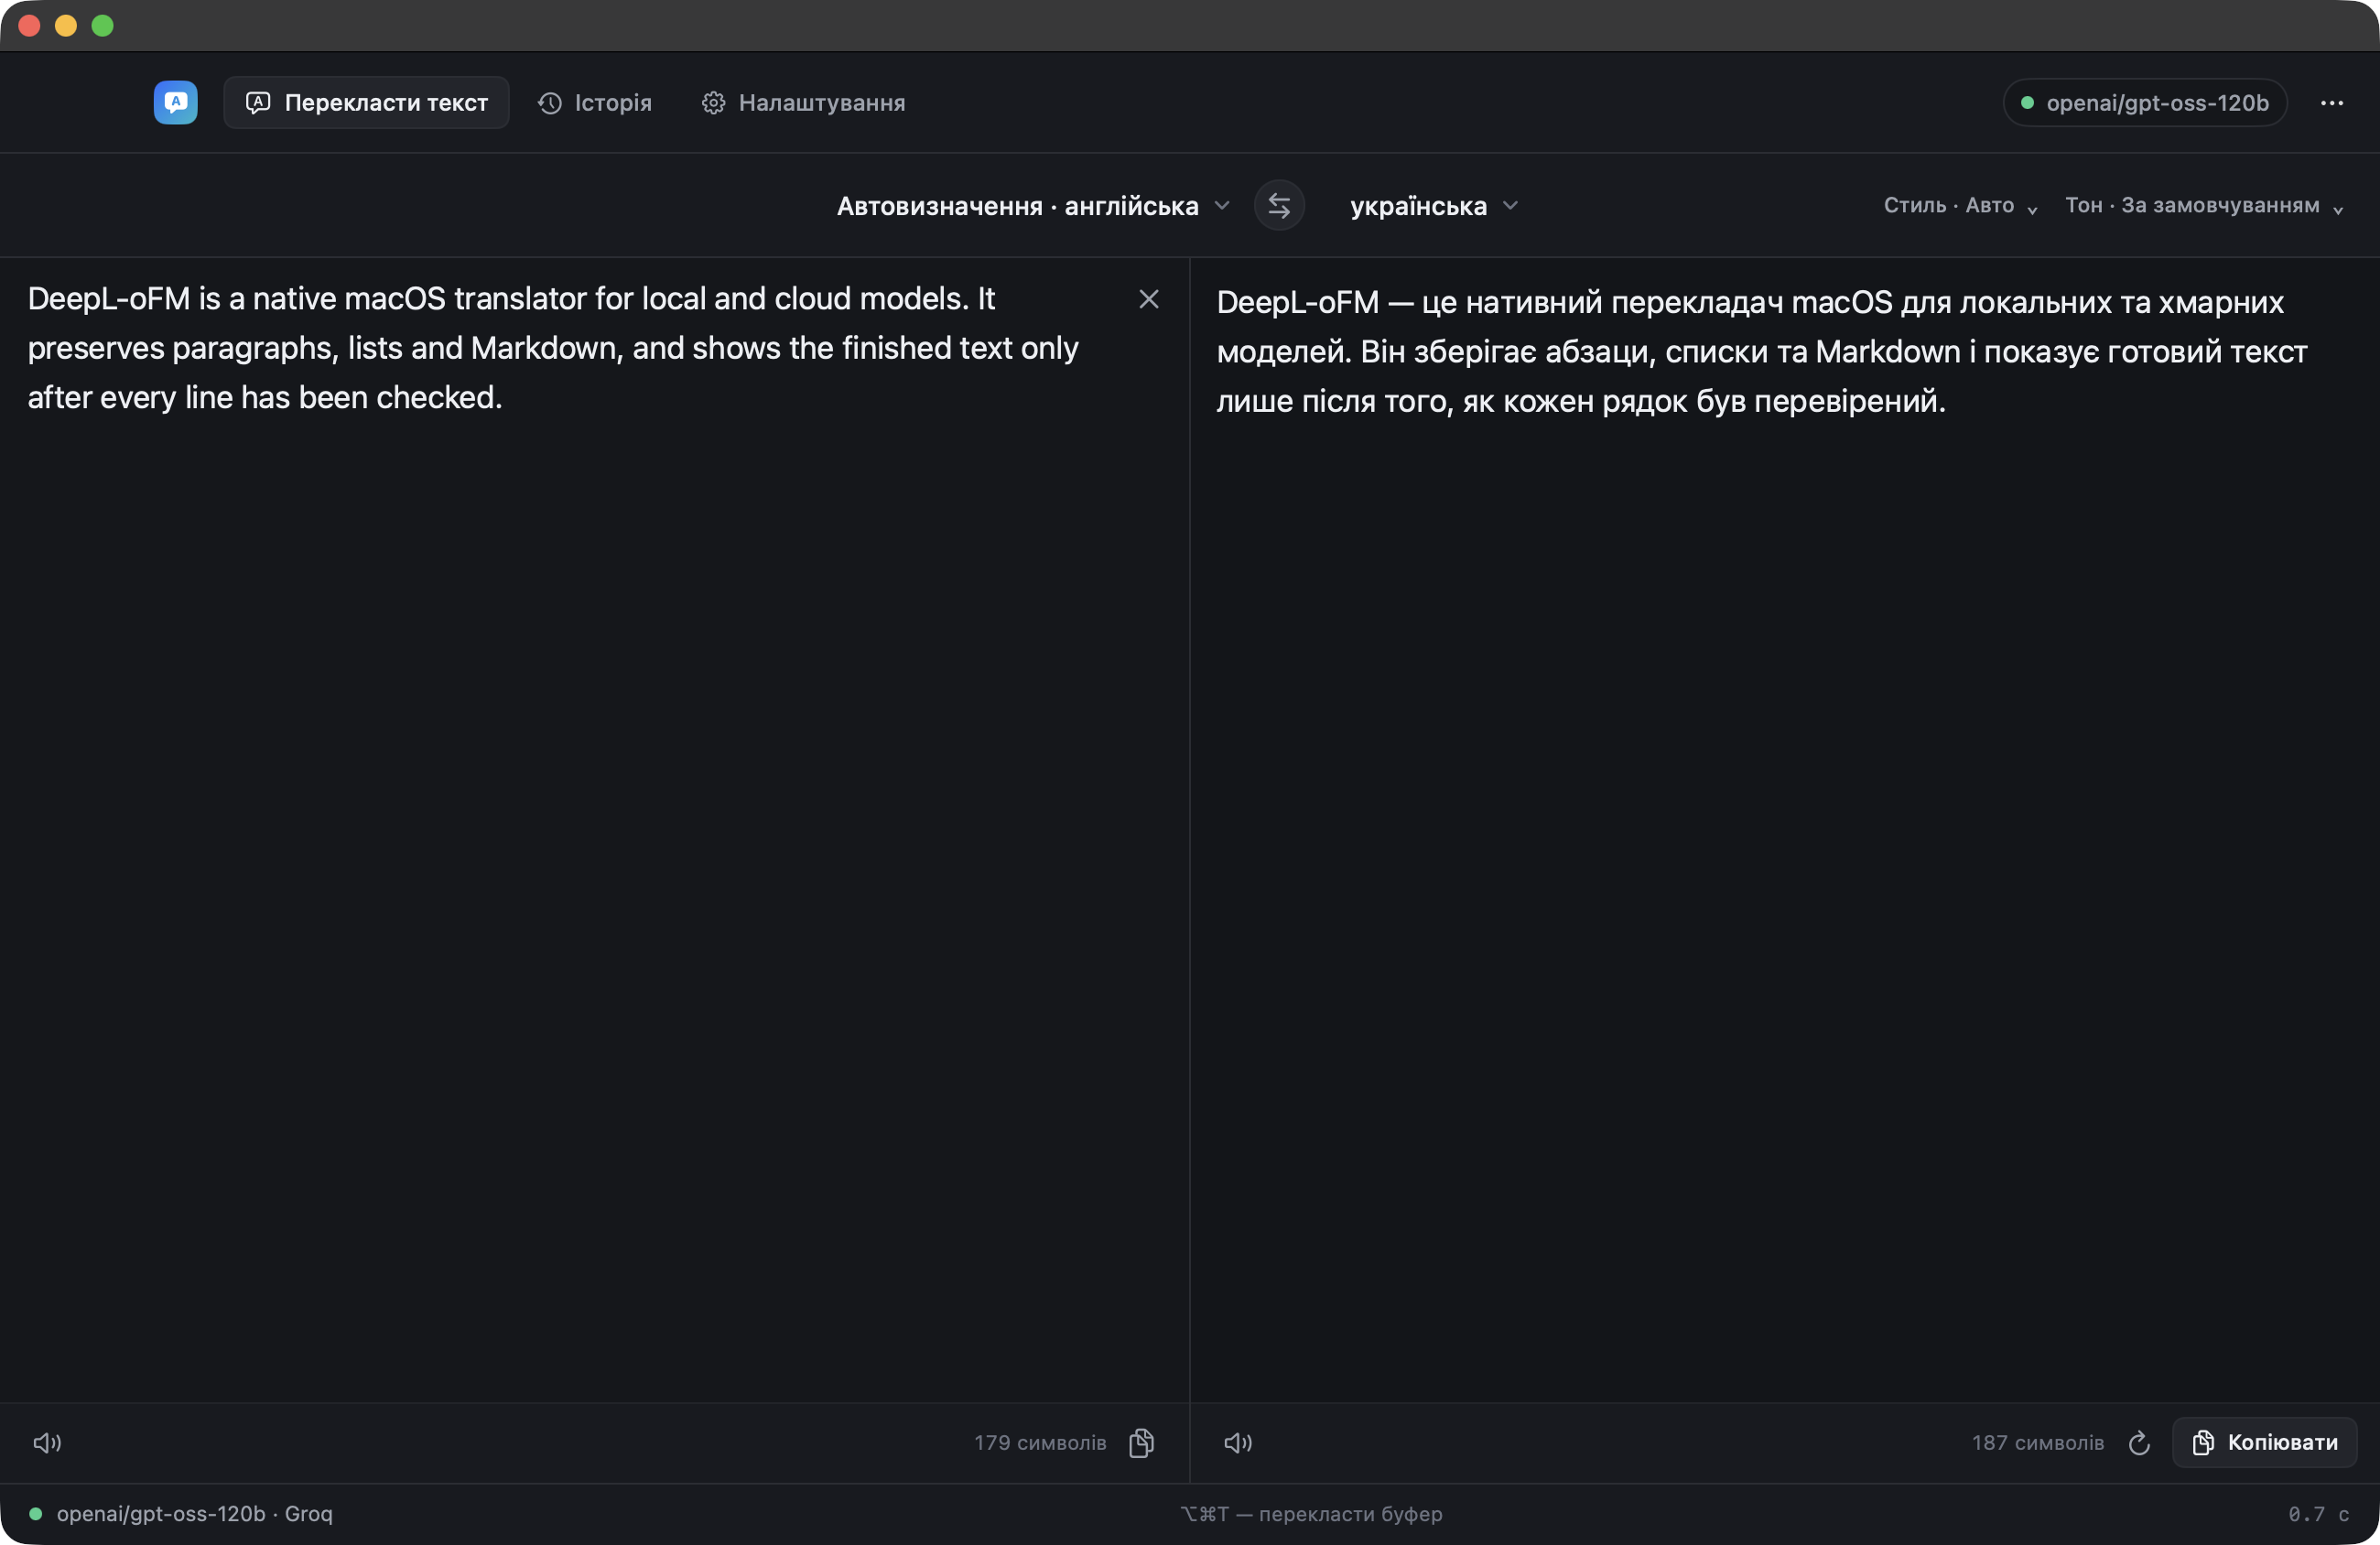 Перекласти текст
Історія
Налаштування
openai/gpt-oss-120b
Автовизначення · англійська
українська
Стиль · Авто
Тон · За замовчуванням
DeepL-oFM is a native macOS translator for local and cloud models. It
preserves paragraphs, lists and Markdown, and shows the finished text only
after every line has been checked.
DeepL-oFM — це нативний перекладач macOS для локальних та хмарних
моделей. Він зберігає абзаци, списки та Markdown і показує готовий текст
лише після того, як кожен рядок був перевірений.
179 символів
187 символів
Копіювати
openai/gpt-oss-120b · Groq
⌥⌘T — перекласти буфер
0.7 с